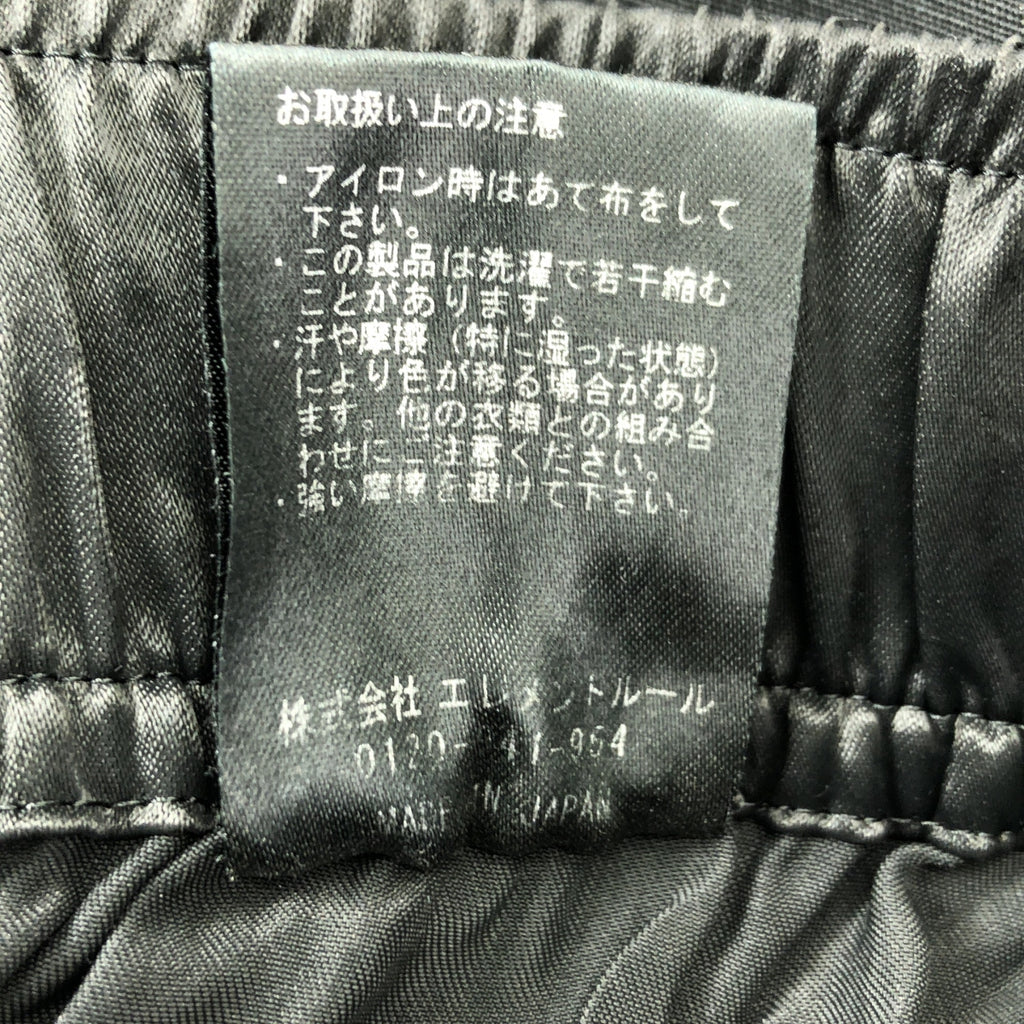 お取扱い上の注意
・アイロン時はあて布をして
下さい。
・この製品は洗濯で若干縮む
ことがあります。
・汗や摩擦（特に湿った状態）
により色が移る場合があり
ます。他の衣類との組み合
わせにご注意ください。
・強い摩擦を避けて下さい。
株式会社 エレメントルール
MADE IN JAPAN